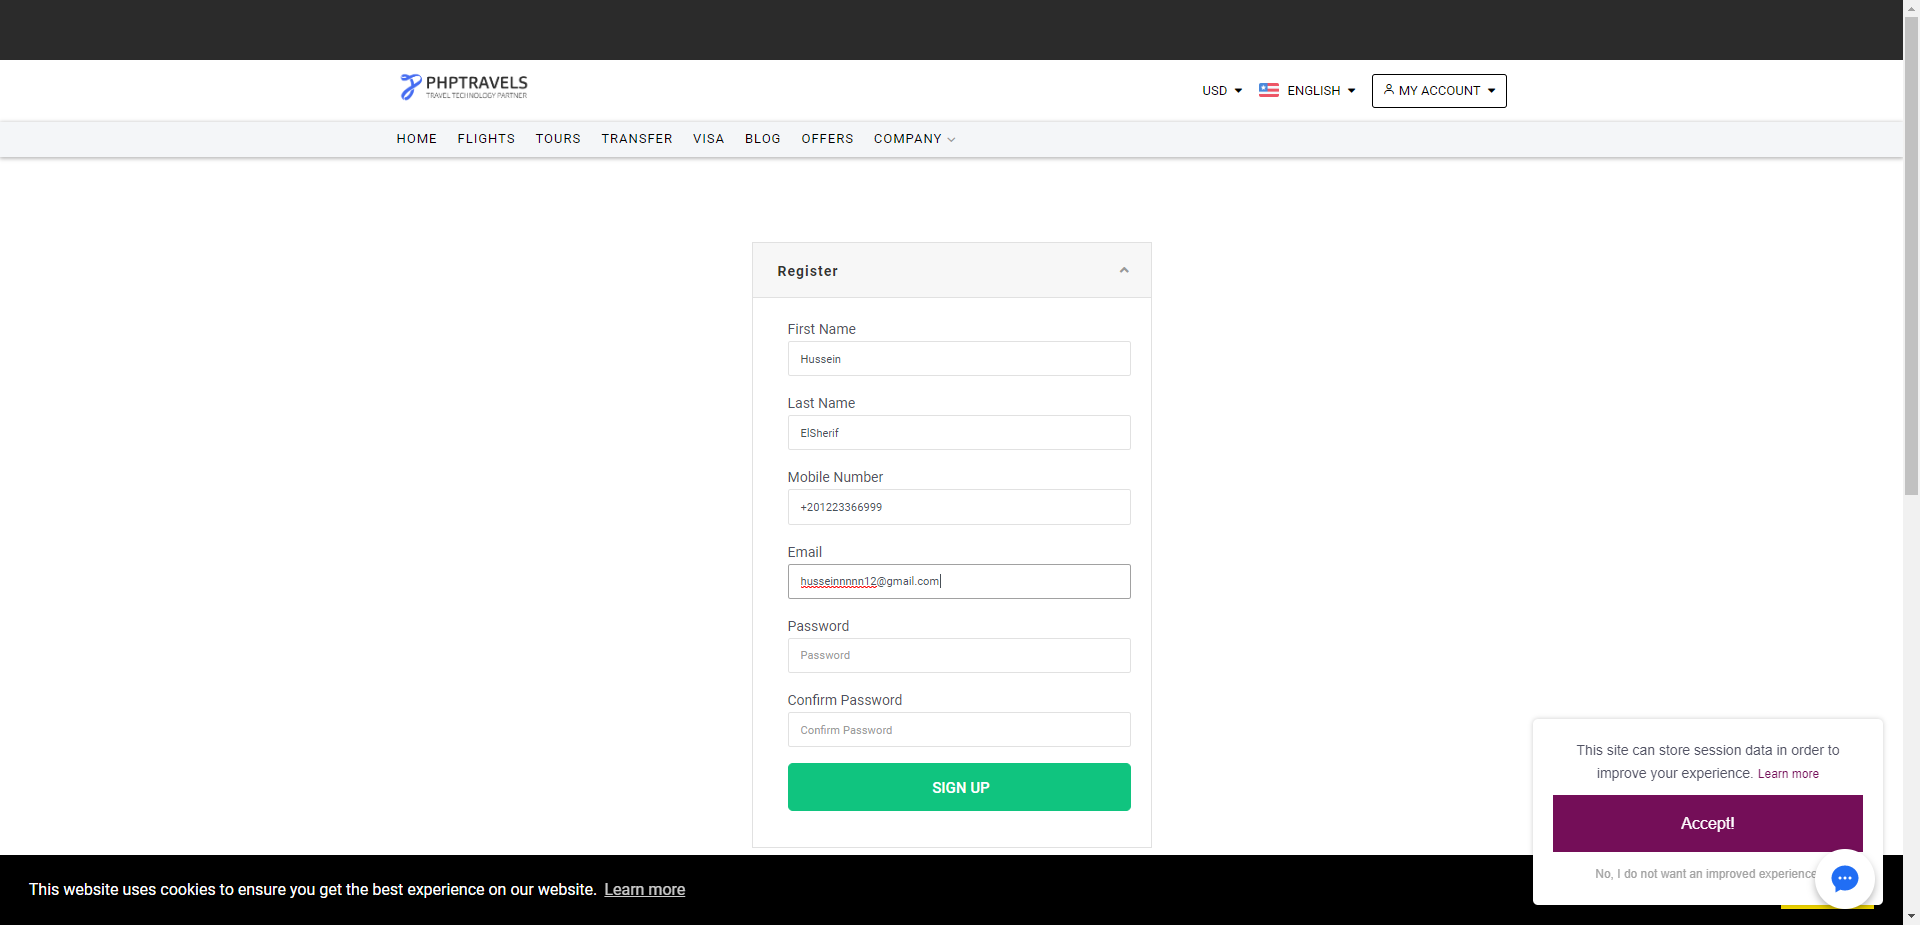 PHPTRAVELS
TRAVEL TECHNOLOGY PARTNER
USD ENGLISH MY ACCOUNT
HOME FLIGHTS TOURS TRANSFER VISA BLOG OFFERS COMPANY
Register
First Name
Hussein
Last Name
ElSherif
Mobile Number
+201223366999
Email
husseinnnnn12@gmail.com
Password
Password
Confirm Password
Confirm Password
SIGN UP
This site can store session data in order to
improve your experience. Learn more
Accept!
No, I do not want an improved experience
This website uses cookies to ensure you get the best experience on our website. Learn more